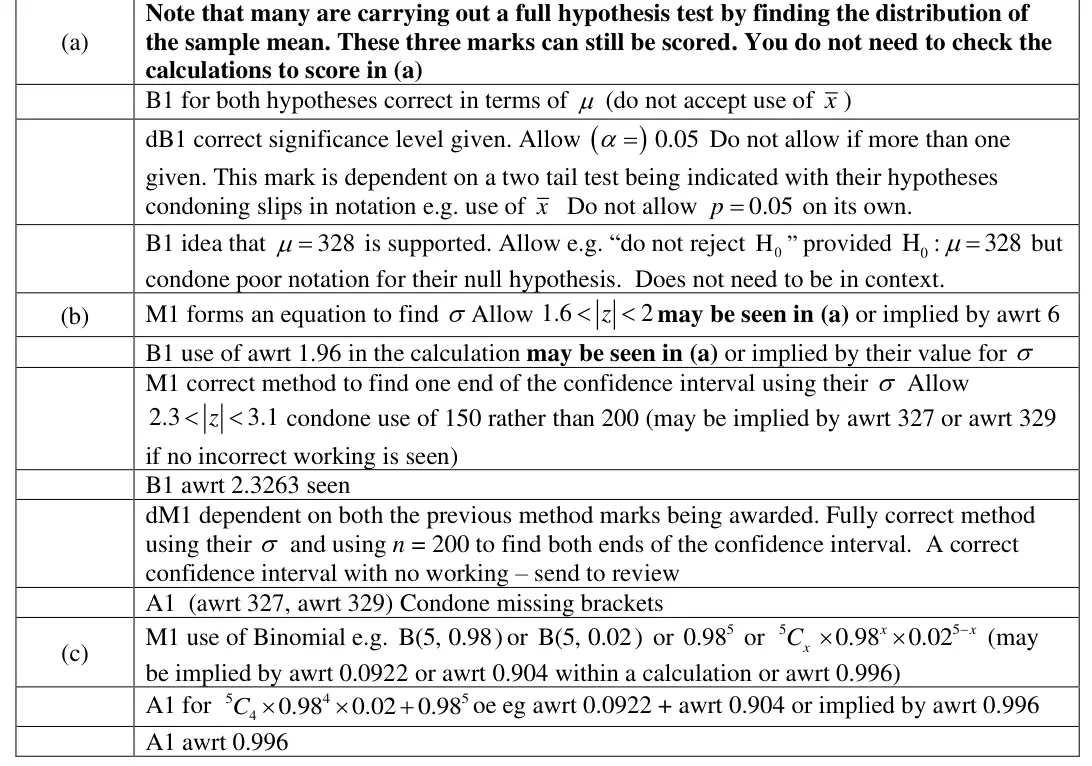 Note that many are carrying out a full hypothesis test by finding the distribution of
(a) the sample mean. These three marks can still be scored. You do not need to check the
calculations to score in (a)
B1 for both hypotheses correct in terms of μ (do not accept use of x̅ )
dB1 correct significance level given. Allow (α =) 0.05 Do not allow if more than one
given. This mark is dependent on a two tail test being indicated with their hypotheses
condoning slips in notation e.g. use of x̅ Do not allow p = 0.05 on its own.
B1 idea that μ = 328 is supported. Allow e.g. “do not reject H₀ ” provided H₀ : μ = 328 but
condone poor notation for their null hypothesis. Does not need to be in context.
(b) M1 forms an equation to find σ Allow 1.6 < |z| < 2 may be seen in (a) or implied by awrt 6
B1 use of awrt 1.96 in the calculation may be seen in (a) or implied by their value for σ
M1 correct method to find one end of the confidence interval using their σ Allow
2.3 < |z| < 3.1 condone use of 150 rather than 200 (may be implied by awrt 327 or awrt 329
if no incorrect working is seen)
B1 awrt 2.3263 seen
dM1 dependent on both the previous method marks being awarded. Fully correct method
using their σ and using n = 200 to find both ends of the confidence interval. A correct
confidence interval with no working – send to review
A1 (awrt 327, awrt 329) Condone missing brackets
(c) M1 use of Binomial e.g. B(5, 0.98) or B(5, 0.02 ) or 0.98⁵ or ⁵Cₓ × 0.98ˣ × 0.02⁵⁻ˣ (may
be implied by awrt 0.0922 or awrt 0.904 within a calculation or awrt 0.996)
A1 for ⁵C₄ × 0.98⁴ × 0.02 + 0.98⁵ oe eg awrt 0.0922 + awrt 0.904 or implied by awrt 0.996
A1 awrt 0.996